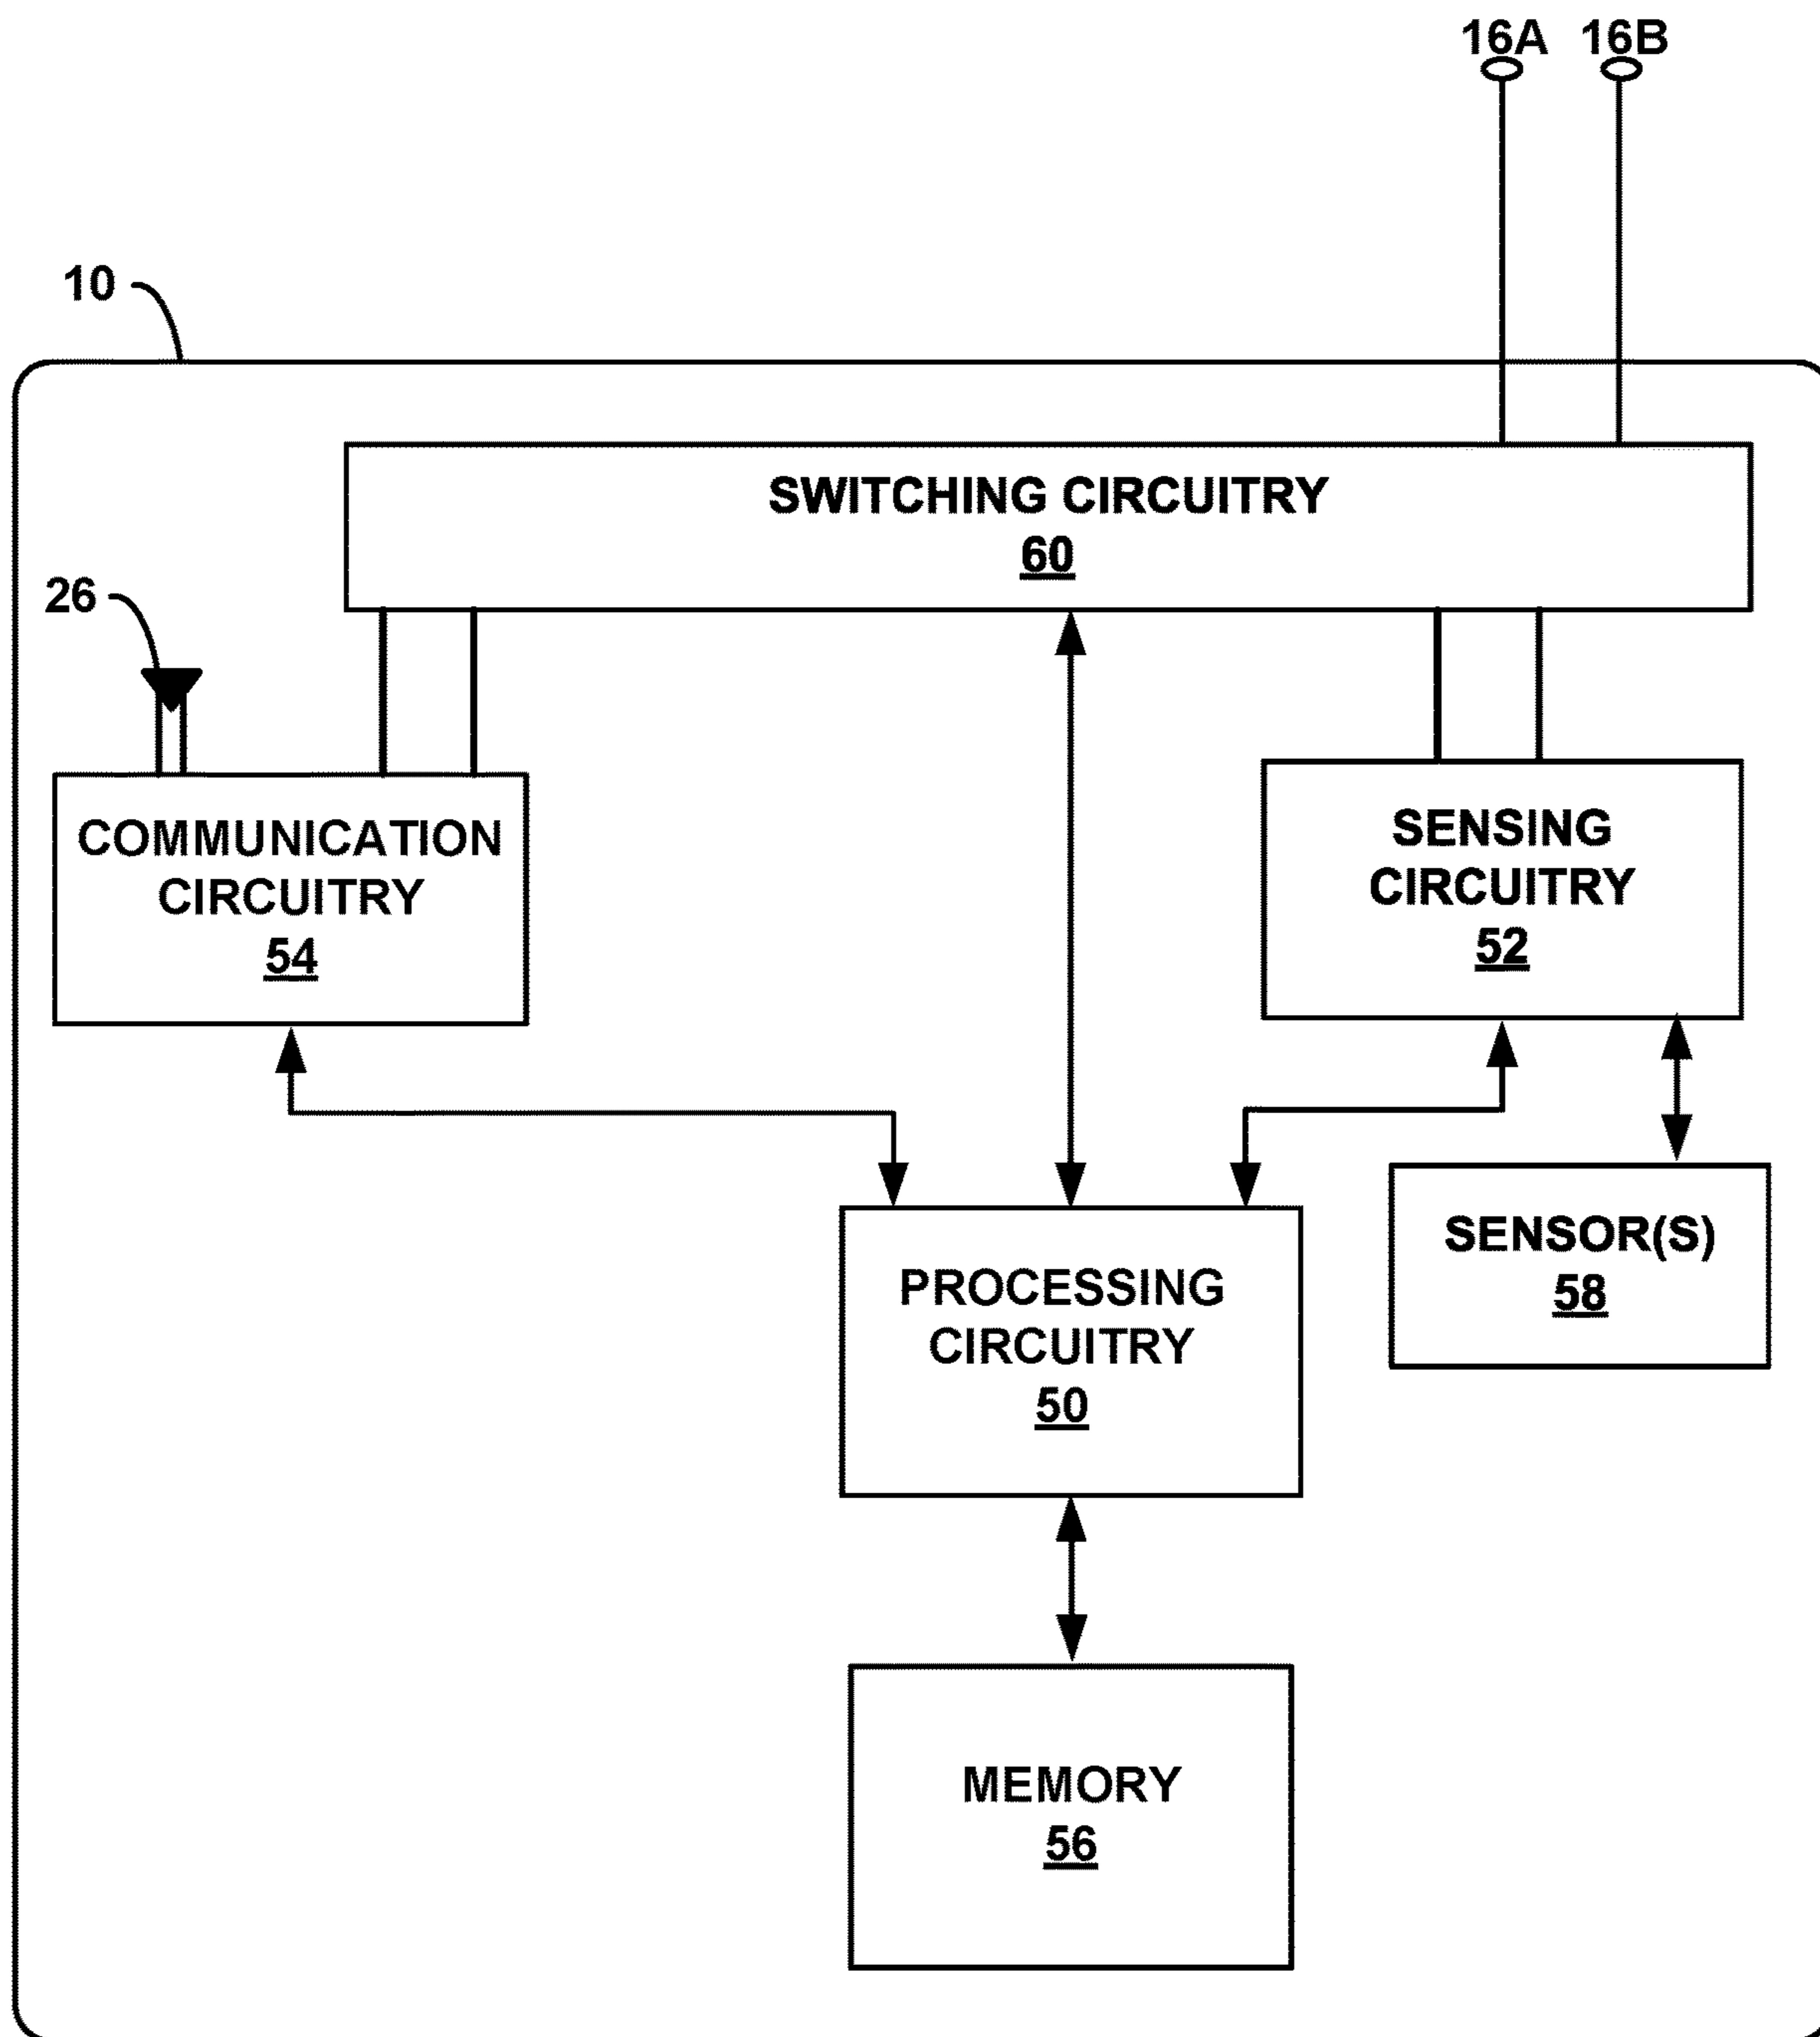 16A 16B
10
SWITCHING CIRCUITRY
60
26
COMMUNICATION
CIRCUITRY
54
SENSING
CIRCUITRY
52
PROCESSING
CIRCUITRY
50
SENSOR(S)
58
MEMORY
56